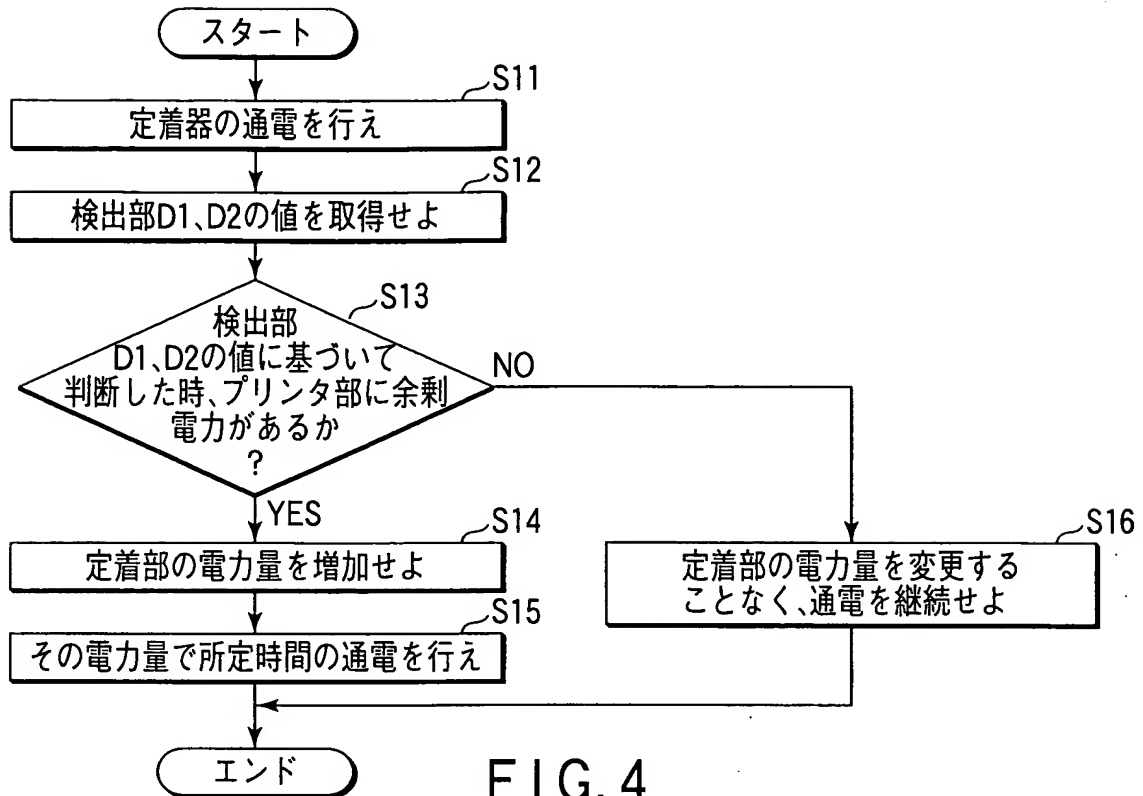 スタート
S11
定着器の通電を行え
S12
検出部D1、D2の値を取得せよ
S13
検出部
D1、D2の値に基づいて
判断した時、プリンタ部に余剰
電力があるか
?
NO
YES
S14
定着部の電力量を増加せよ
S16
定着部の電力量を変更する
ことなく、通電を継続せよ
S15
その電力量で所定時間の通電を行え
エンド
FIG. 4